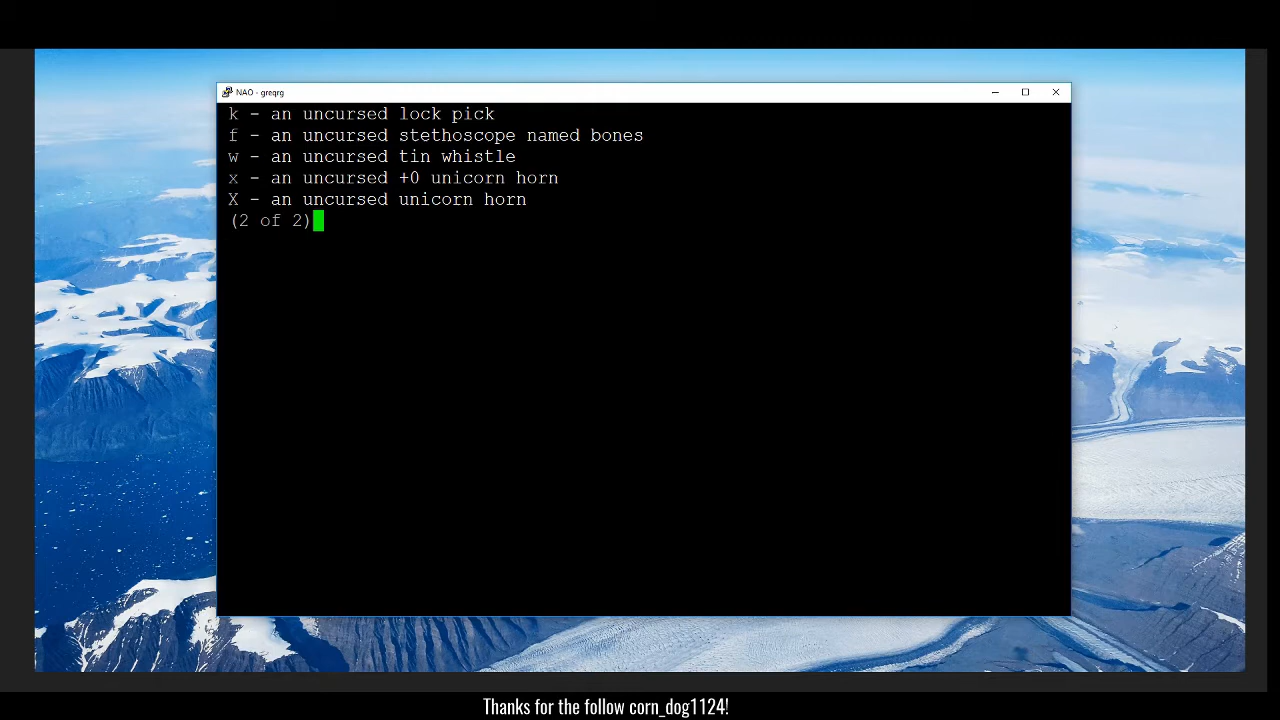 NAO - greqrg
k - an uncursed lock pick
f - an uncursed stethoscope named bones
w - an uncursed tin whistle
x - an uncursed +0 unicorn horn
X - an uncursed unicorn horn
(2 of 2)
Thanks for the follow corn_dog1124!